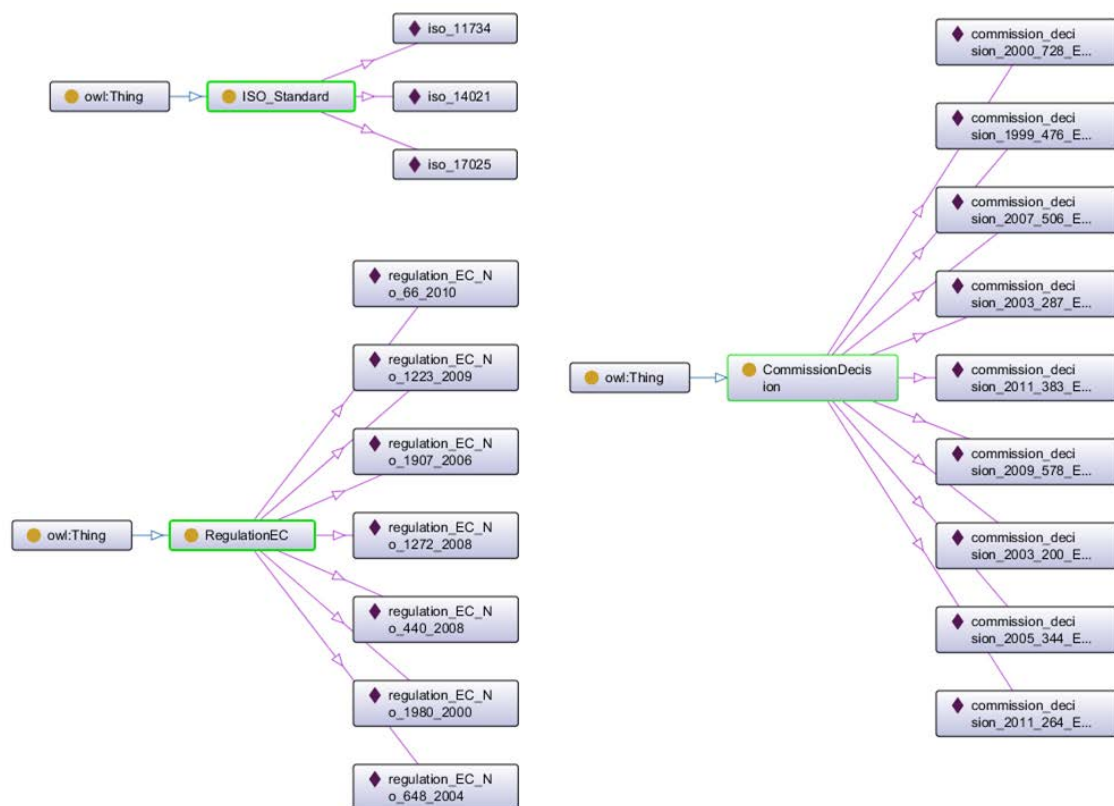 iso_11734
owl:Thing
ISO_Standard
iso_14021
iso_17025
regulation_EC_N
o_66_2010
regulation_EC_N
o_1223_2009
regulation_EC_N
o_1907_2006
owl:Thing
RegulationEC
regulation_EC_N
o_1272_2008
regulation_EC_N
o_440_2008
regulation_EC_N
o_1980_2000
regulation_EC_N
o_648_2004
commission_deci
sion_2000_728_E...
commission_deci
sion_1999_476_E...
commission_deci
sion_2007_506_E...
commission_deci
sion_2003_287_E...
owl:Thing
CommissionDecis
ion
commission_deci
sion_2011_383_E...
commission_deci
sion_2009_578_E...
commission_deci
sion_2003_200_E...
commission_deci
sion_2005_344_E...
commission_deci
sion_2011_264_E...